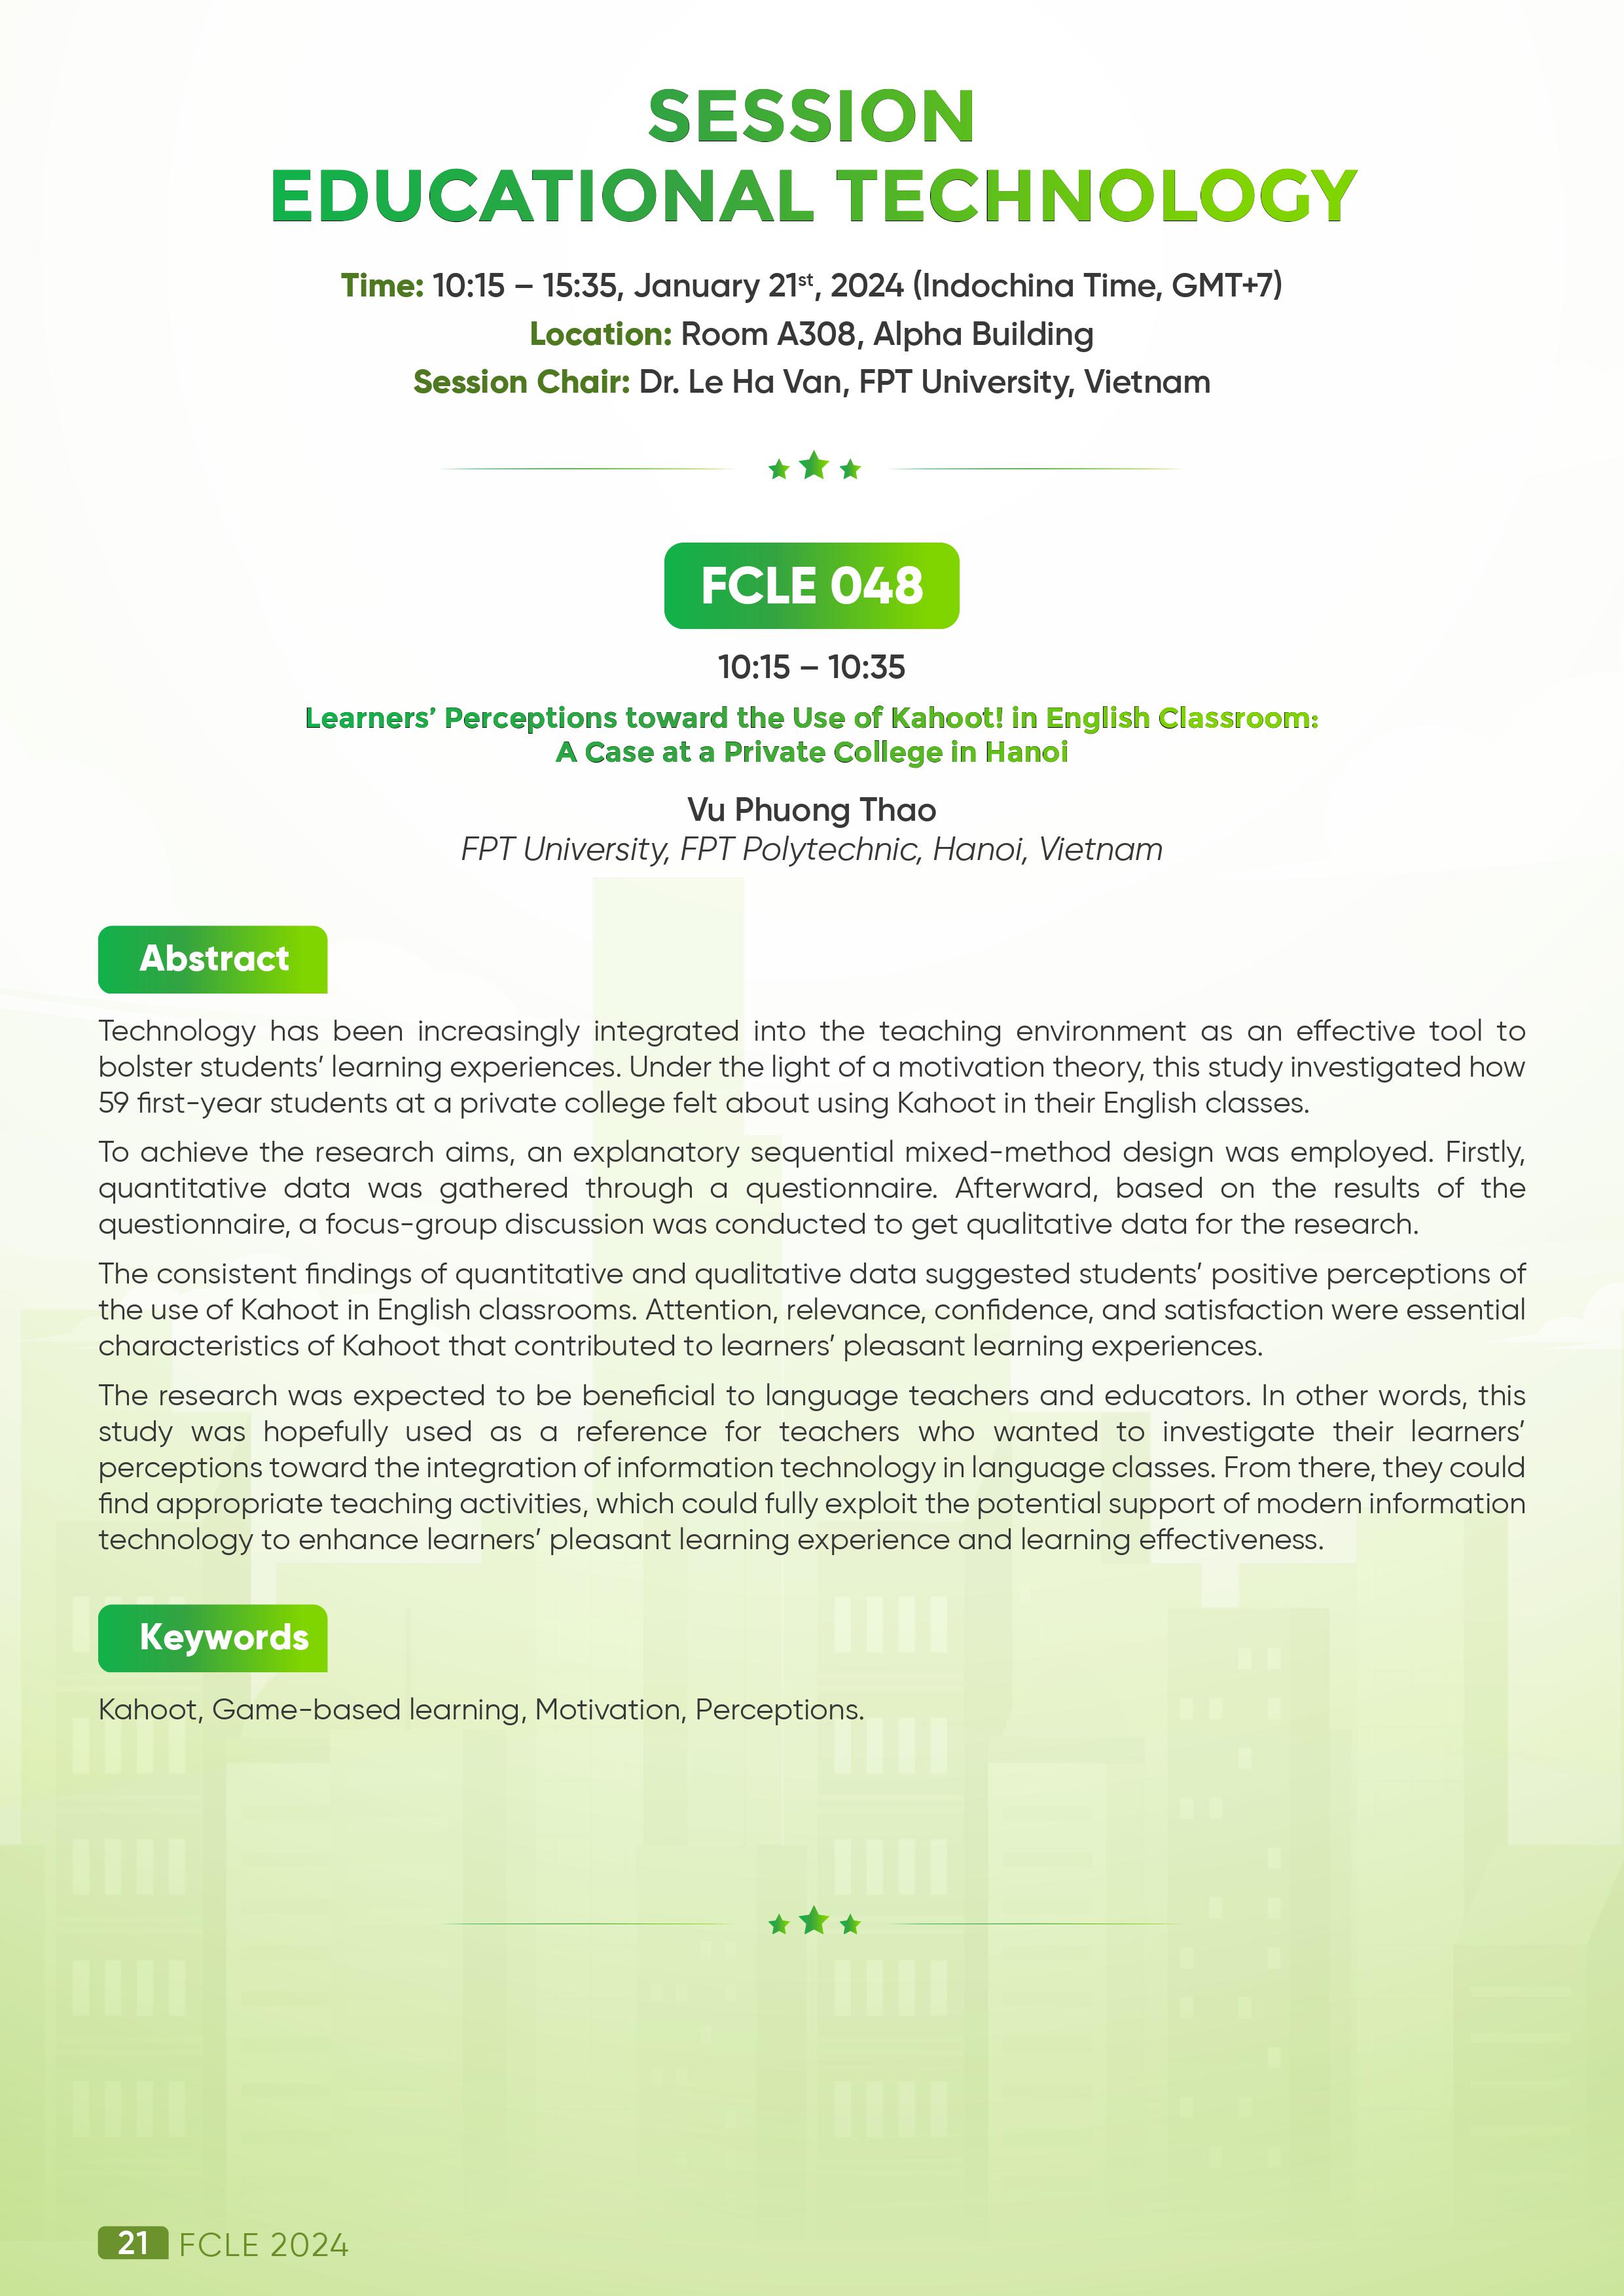 SESSION
EDUCATIONAL TECHNOLOGY
Time: 10:15 – 15:35, January 21st, 2024 (Indochina Time, GMT+7)
Location: Room A308, Alpha Building
Session Chair: Dr. Le Ha Van, FPT University, Vietnam
FCLE 048
10:15 – 10:35
Learners’ Perceptions toward the Use of Kahoot! in English Classroom:
A Case at a Private College in Hanoi
Vu Phuong Thao
FPT University, FPT Polytechnic, Hanoi, Vietnam
Abstract
Technology has been increasingly integrated into the teaching environment as an effective tool to
bolster students’ learning experiences. Under the light of a motivation theory, this study investigated how
59 first-year students at a private college felt about using Kahoot in their English classes.
To achieve the research aims, an explanatory sequential mixed-method design was employed. Firstly,
quantitative data was gathered through a questionnaire. Afterward, based on the results of the
questionnaire, a focus-group discussion was conducted to get qualitative data for the research.
The consistent findings of quantitative and qualitative data suggested students’ positive perceptions of
the use of Kahoot in English classrooms. Attention, relevance, confidence, and satisfaction were essential
characteristics of Kahoot that contributed to learners’ pleasant learning experiences.
The research was expected to be beneficial to language teachers and educators. In other words, this
study was hopefully used as a reference for teachers who wanted to investigate their learners’
perceptions toward the integration of information technology in language classes. From there, they could
find appropriate teaching activities, which could fully exploit the potential support of modern information
technology to enhance learners’ pleasant learning experience and learning effectiveness.
Keywords
Kahoot, Game-based learning, Motivation, Perceptions.
21 FCLE 2024